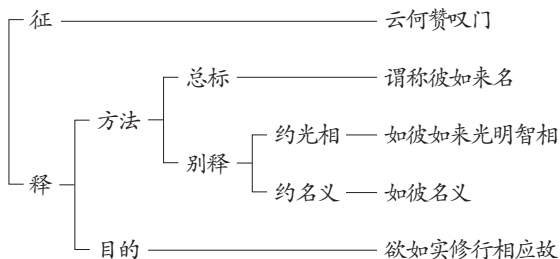 征 云何赞叹门
总标 谓称彼如来名
方法
约光相 如彼如来光明智相
别释
释 约名义 如彼名义
目的 欲如实修行相应故